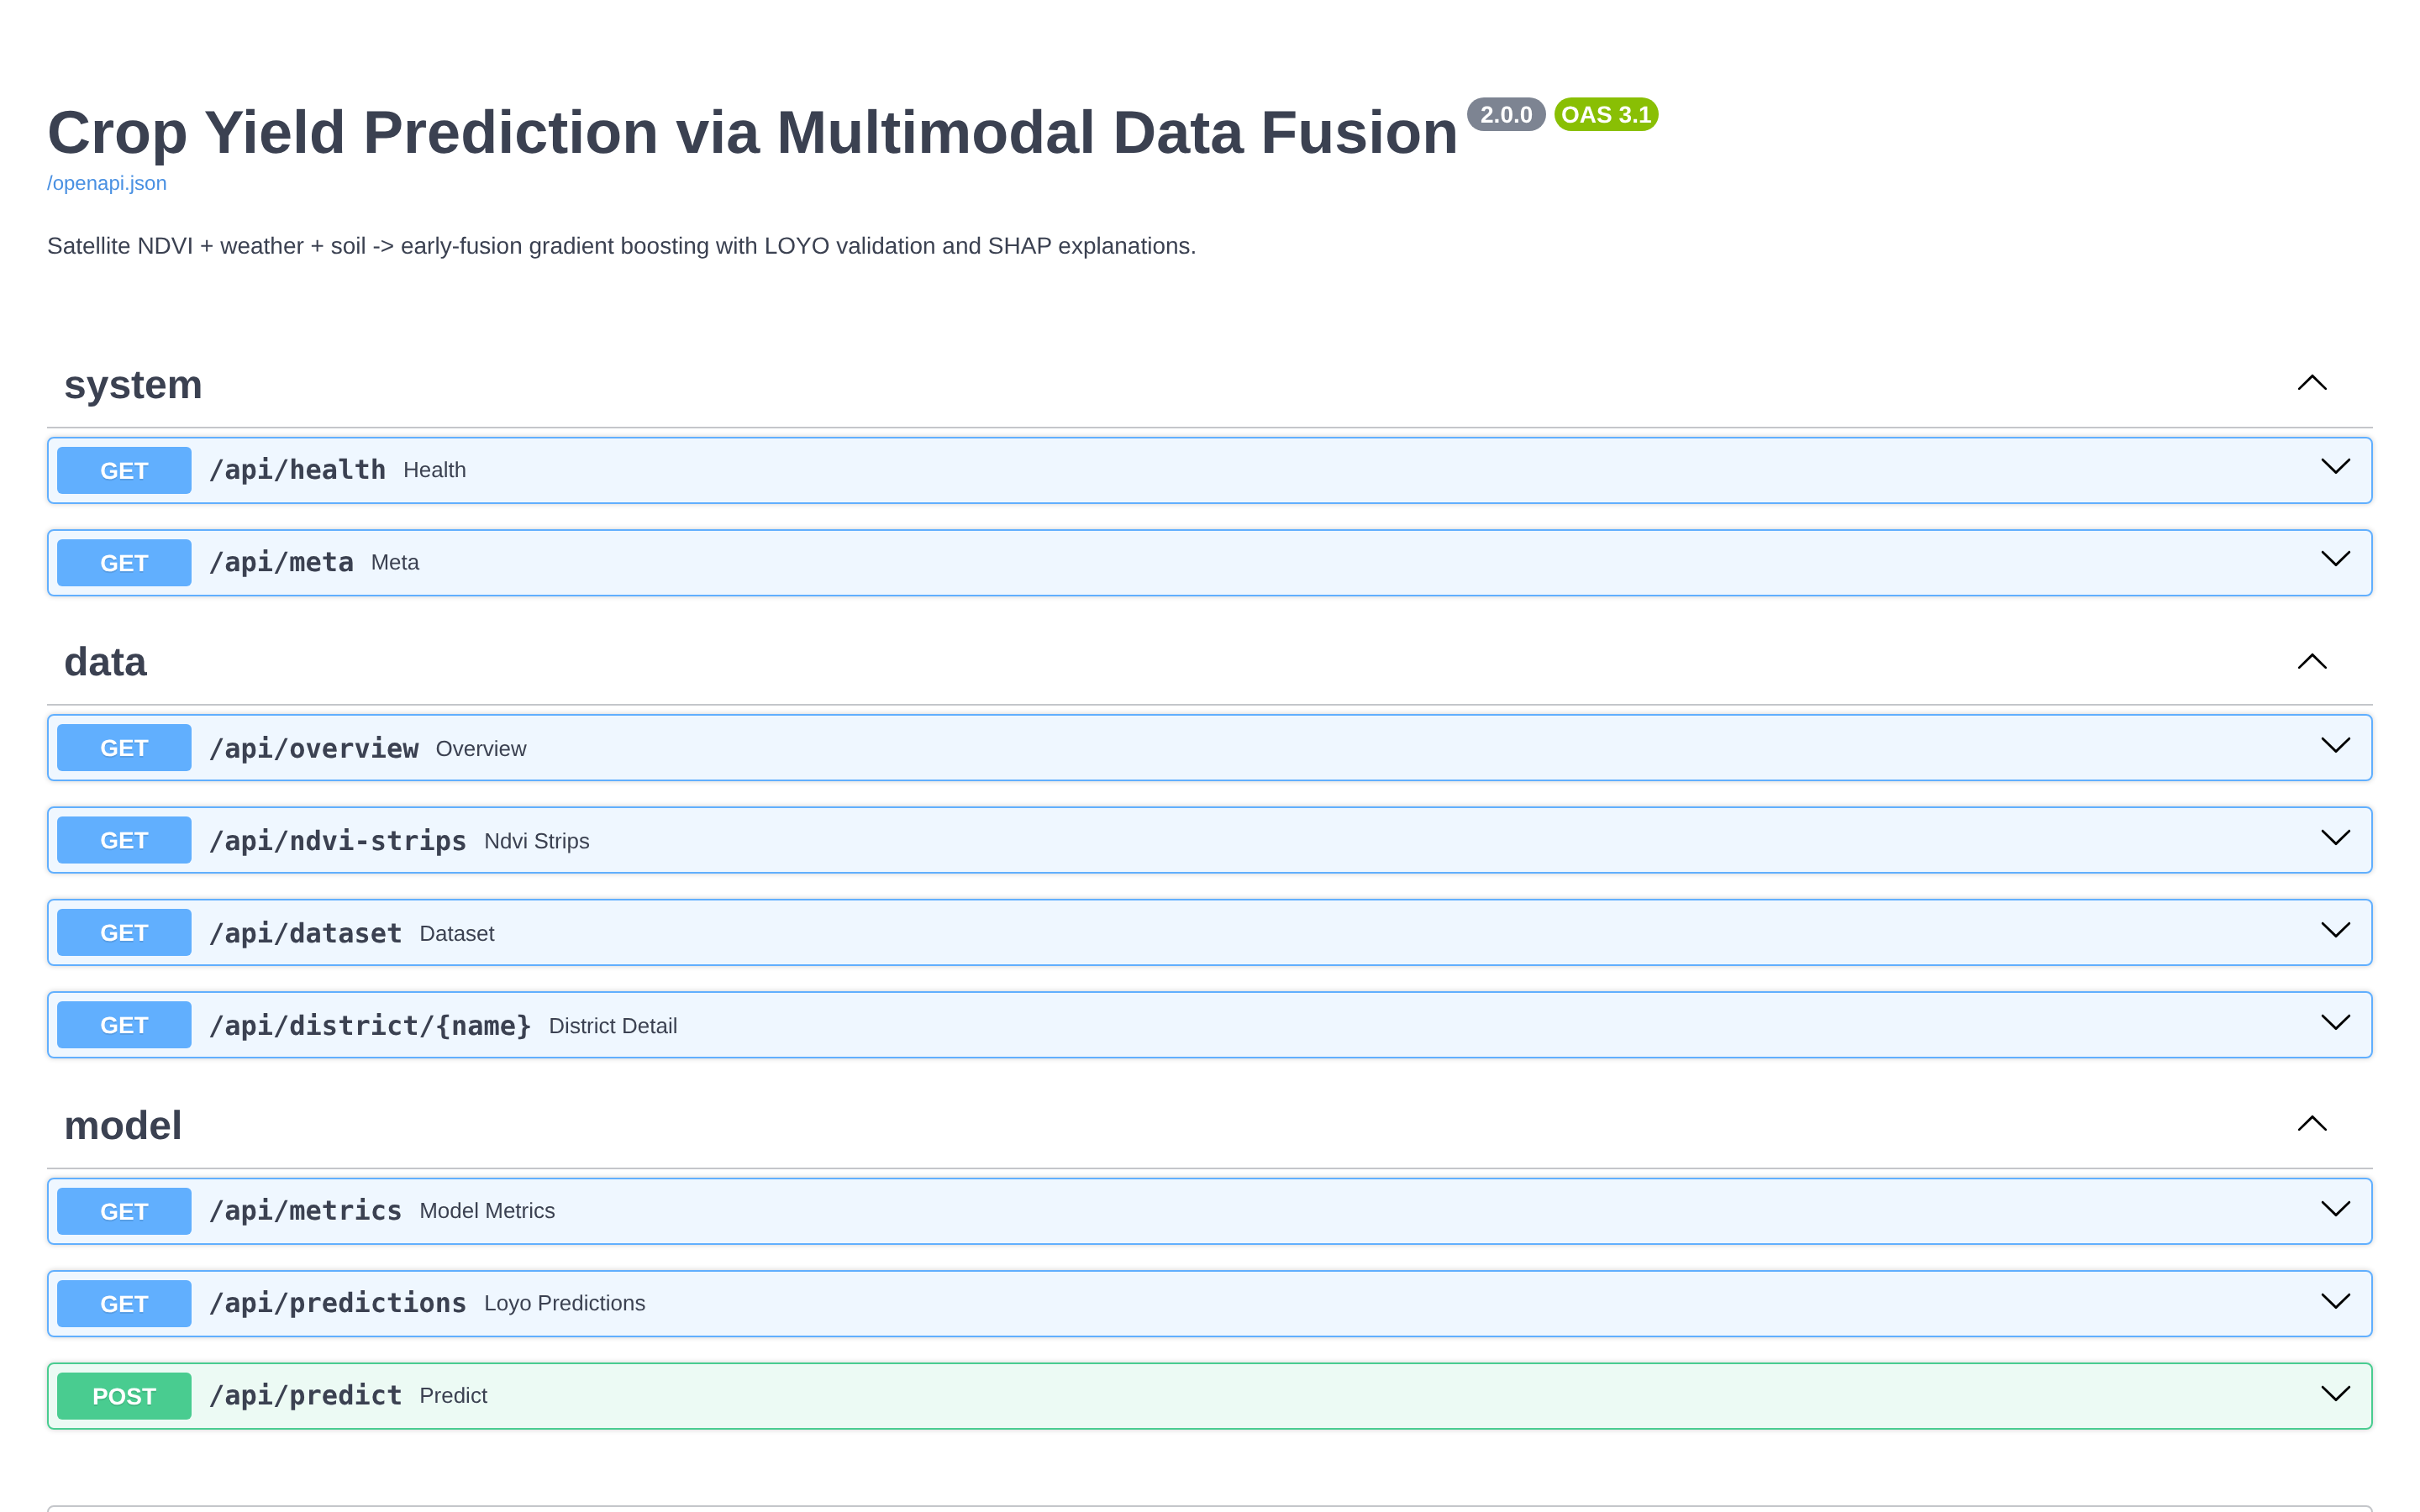 Crop Yield Prediction via Multimodal Data Fusion 2.0.0 OAS 3.1
/openapi.json
Satellite NDVI + weather + soil -> early-fusion gradient boosting with LOYO validation and SHAP explanations.
system
GET /api/health Health
GET /api/meta Meta
data
GET /api/overview Overview
GET /api/ndvi-strips Ndvi Strips
GET /api/dataset Dataset
GET /api/district/{name} District Detail
model
GET /api/metrics Model Metrics
GET /api/predictions Loyo Predictions
POST /api/predict Predict